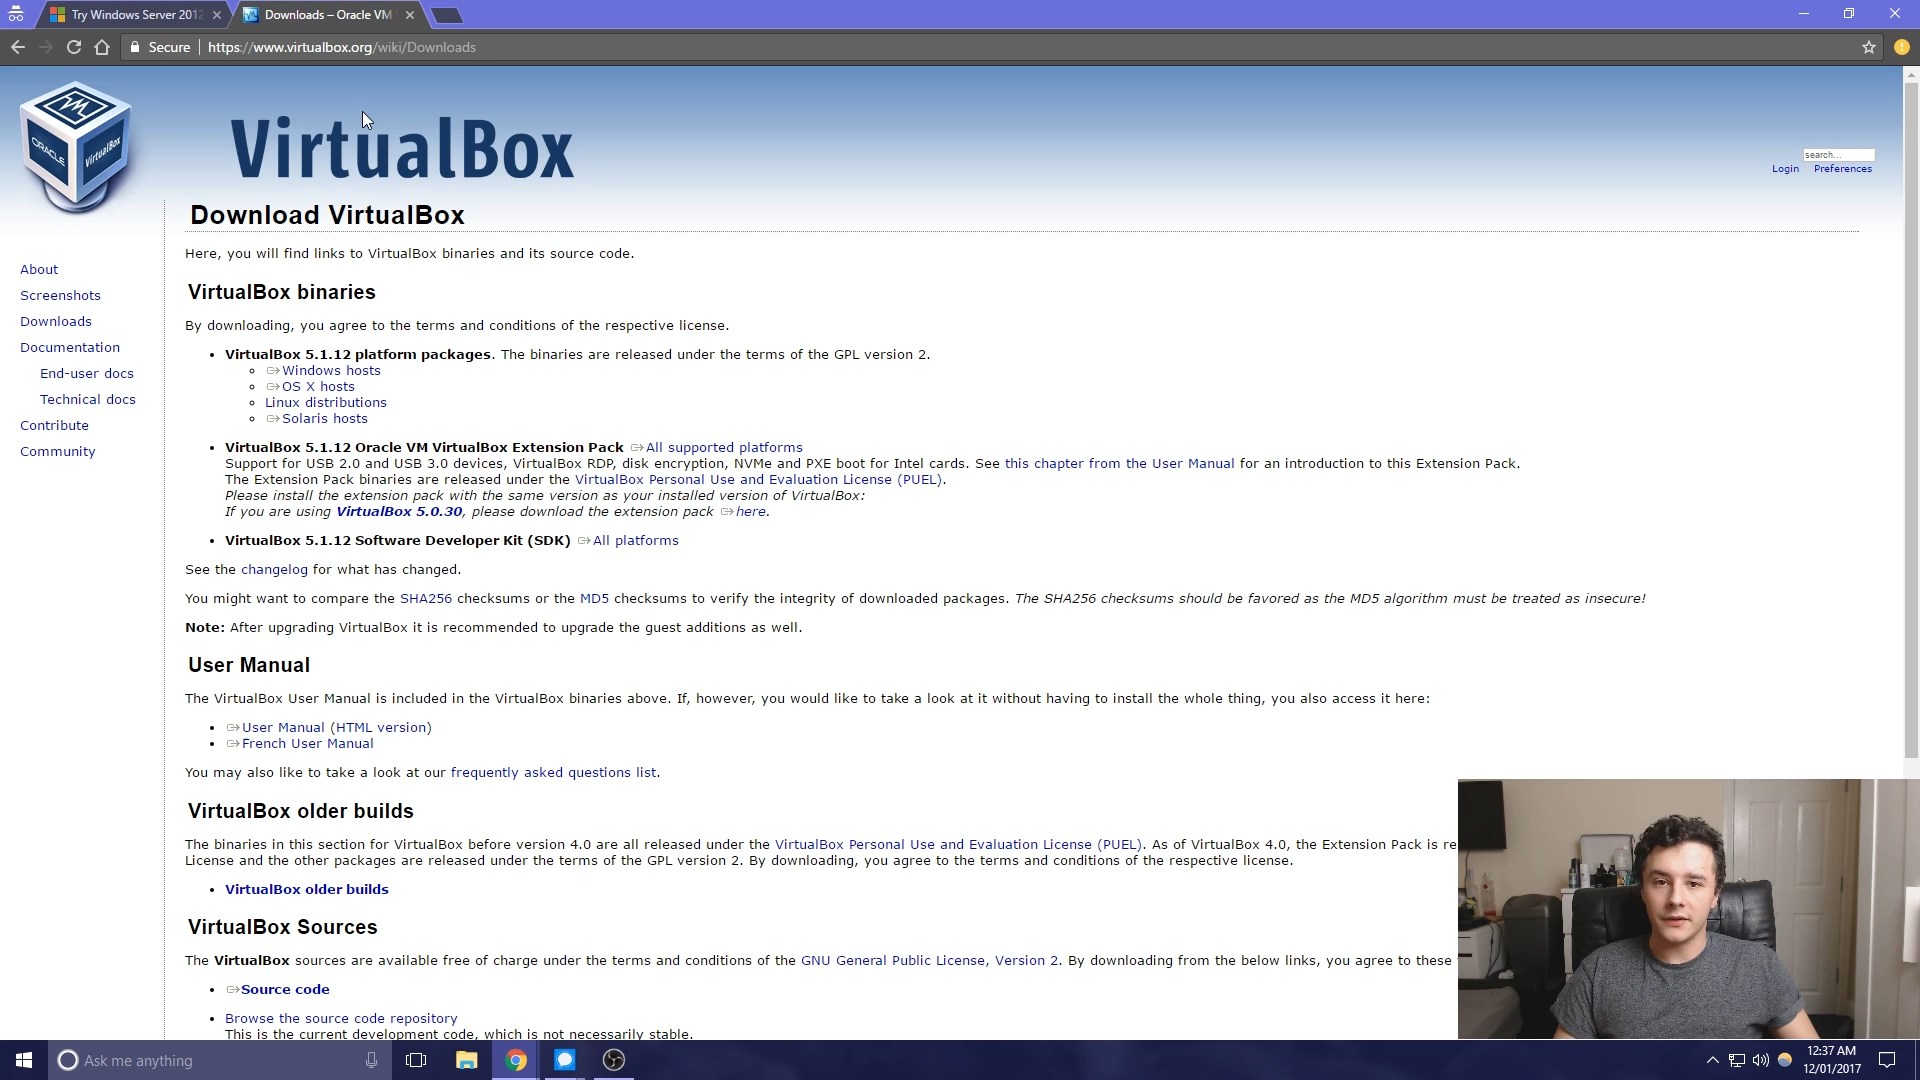 Try Windows Server 2012
Downloads – Oracle VM
Secure
https://www.virtualbox.org/wiki/Downloads
VM
ORACLE
VirtualBox
VirtualBox
search...
Login Preferences
Download VirtualBox
Here, you will find links to VirtualBox binaries and its source code.
About
Screenshots
Downloads
Documentation
End-user docs
Technical docs
Contribute
Community
VirtualBox binaries
By downloading, you agree to the terms and conditions of the respective license.
VirtualBox 5.1.12 platform packages. The binaries are released under the terms of the GPL version 2.
Windows hosts
OS X hosts
Linux distributions
Solaris hosts
VirtualBox 5.1.12 Oracle VM VirtualBox Extension Pack All supported platforms
Support for USB 2.0 and USB 3.0 devices, VirtualBox RDP, disk encryption, NVMe and PXE boot for Intel cards. See this chapter from the User Manual for an introduction to this Extension Pack.
The Extension Pack binaries are released under the VirtualBox Personal Use and Evaluation License (PUEL).
Please install the extension pack with the same version as your installed version of VirtualBox:
If you are using VirtualBox 5.0.30, please download the extension pack here.
VirtualBox 5.1.12 Software Developer Kit (SDK) All platforms
See the changelog for what has changed.
You might want to compare the SHA256 checksums or the MD5 checksums to verify the integrity of downloaded packages. The SHA256 checksums should be favored as the MD5 algorithm must be treated as insecure!
Note: After upgrading VirtualBox it is recommended to upgrade the guest additions as well.
User Manual
The VirtualBox User Manual is included in the VirtualBox binaries above. If, however, you would like to take a look at it without having to install the whole thing, you also access it here:
User Manual (HTML version)
French User Manual
You may also like to take a look at our frequently asked questions list.
VirtualBox older builds
The binaries in this section for VirtualBox before version 4.0 are all released under the VirtualBox Personal Use and Evaluation License (PUEL). As of VirtualBox 4.0, the Extension Pack is re
License and the other packages are released under the terms of the GPL version 2. By downloading, you agree to the terms and conditions of the respective license.
VirtualBox older builds
VirtualBox Sources
The VirtualBox sources are available free of charge under the terms and conditions of the GNU General Public License, Version 2. By downloading from the below links, you agree to these
Source code
Browse the source code repository
This is the current development code, which is not necessarily stable.
Ask me anything
12:37 AM
12/01/2017